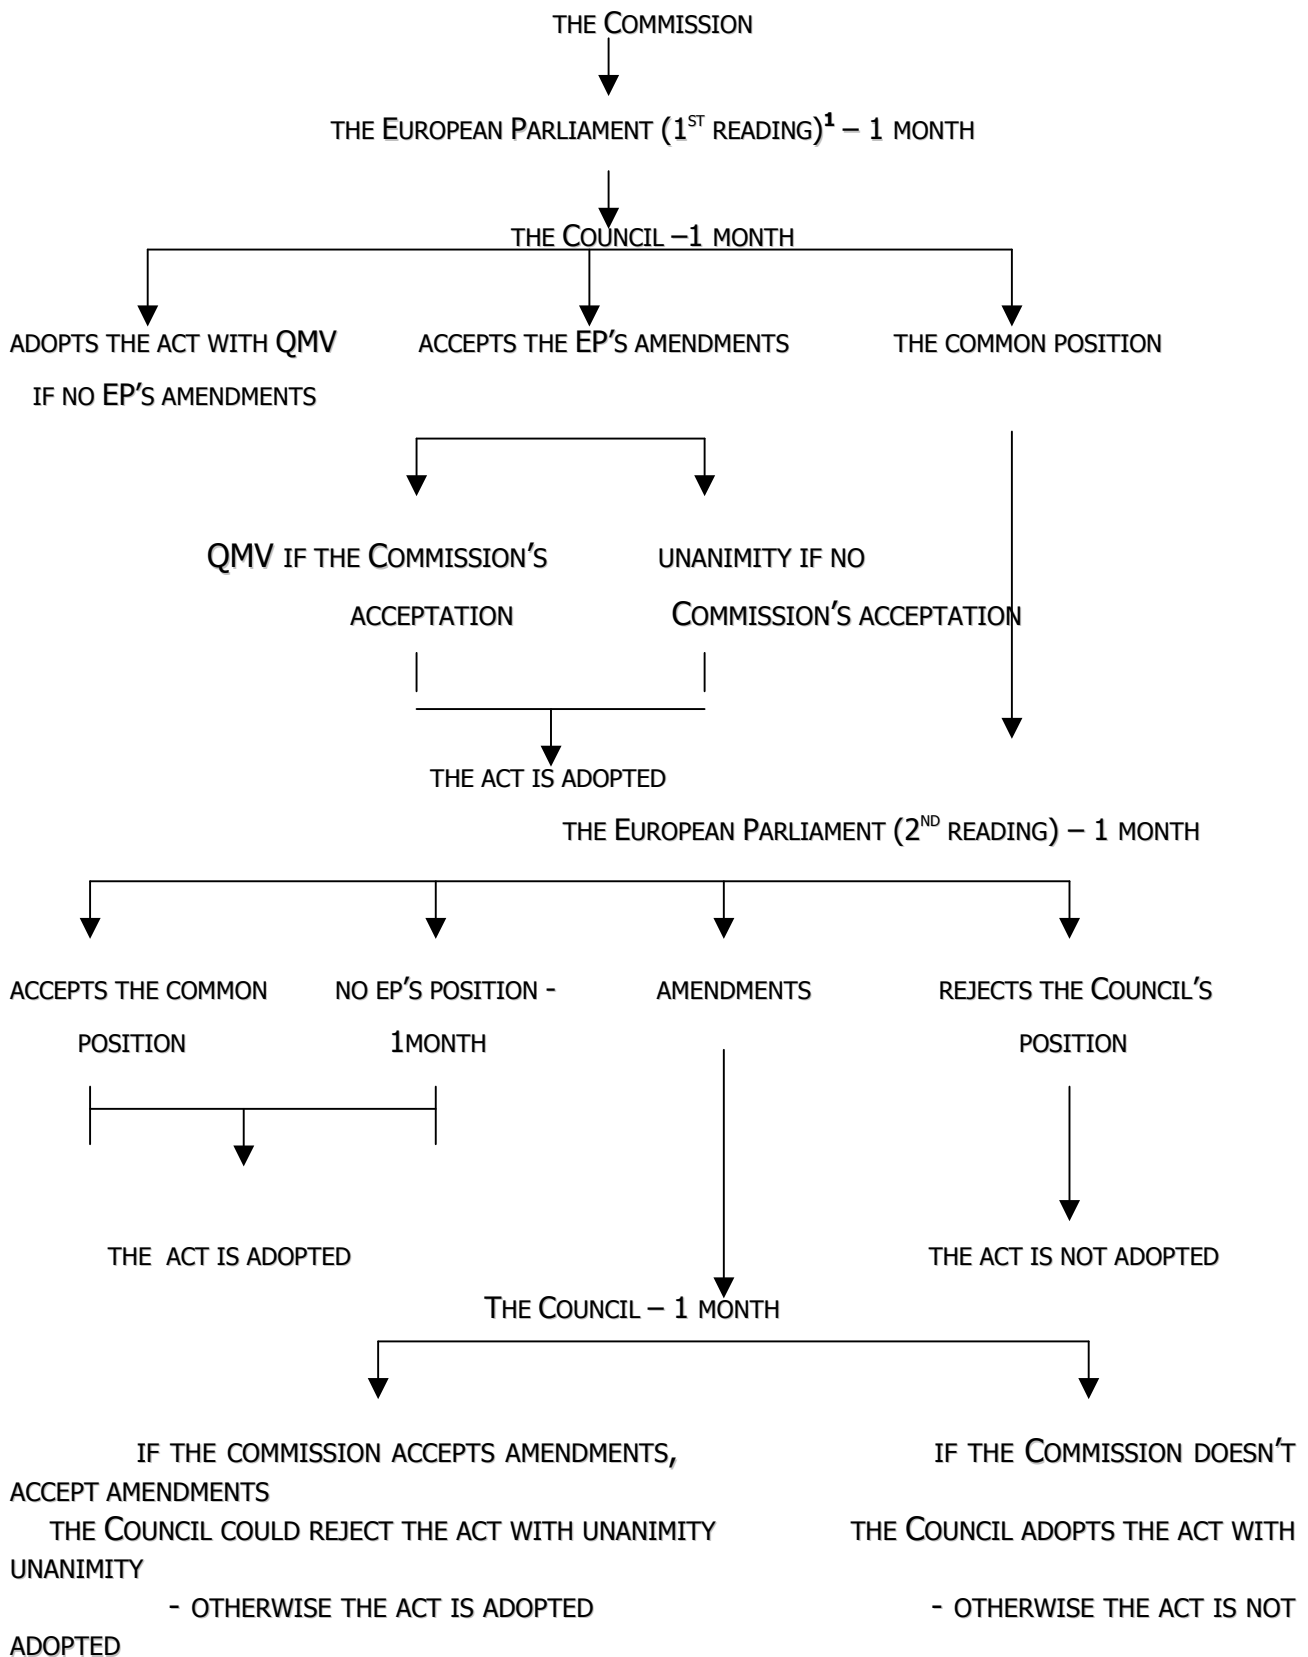 THE COMMISSION
THE EUROPEAN PARLIAMENT (1ST READING)1 – 1 MONTH
THE COUNCIL –1 MONTH
ADOPTS THE ACT WITH QMV
IF NO EP'S AMENDMENTS
ACCEPTS THE EP'S AMENDMENTS
THE COMMON POSITION
QMV IF THE COMMISSION'S
ACCEPTATION
UNANIMITY IF NO
COMMISSION'S ACCEPTATION
THE ACT IS ADOPTED
THE EUROPEAN PARLIAMENT (2ND READING) – 1 MONTH
ACCEPTS THE COMMON
POSITION
NO EP'S POSITION -
1MONTH
AMENDMENTS
REJECTS THE COUNCIL'S
POSITION
THE ACT IS ADOPTED
THE ACT IS NOT ADOPTED
THE COUNCIL – 1 MONTH
IF THE COMMISSION ACCEPTS AMENDMENTS, IF THE COMMISSION DOESN'T
ACCEPT AMENDMENTS
THE COUNCIL COULD REJECT THE ACT WITH UNANIMITY THE COUNCIL ADOPTS THE ACT WITH
UNANIMITY
- OTHERWISE THE ACT IS ADOPTED - OTHERWISE THE ACT IS NOT
ADOPTED